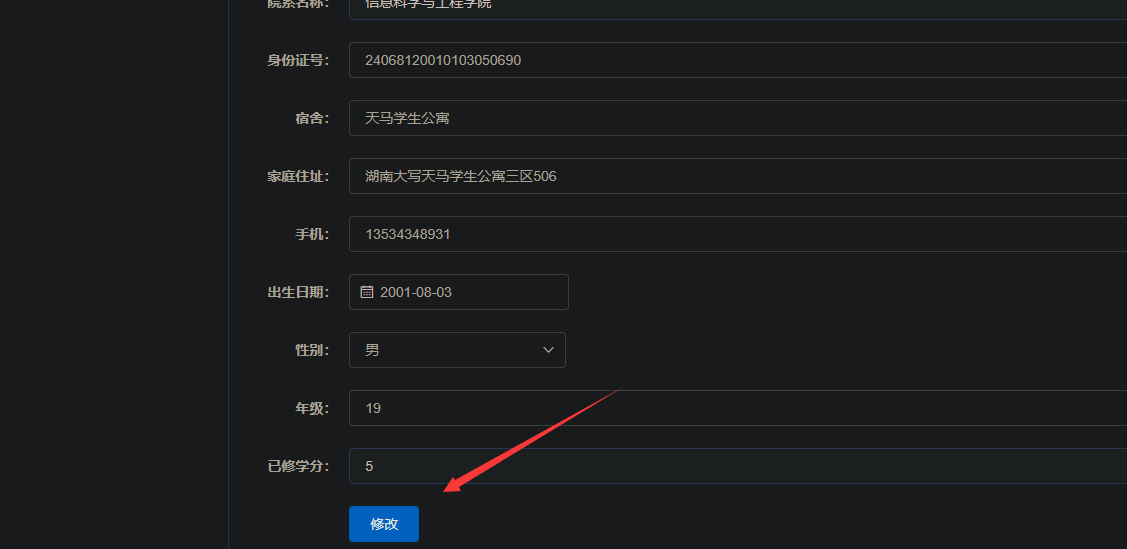 院系名称： 信息科学与工程学院
身份证号： 24068120010103050690
宿舍： 天马学生公寓
家庭住址： 湖南大写天马学生公寓三区506
手机： 13534348931
出生日期： 2001-08-03
性别： 男
年级： 19
已修学分： 5
修改